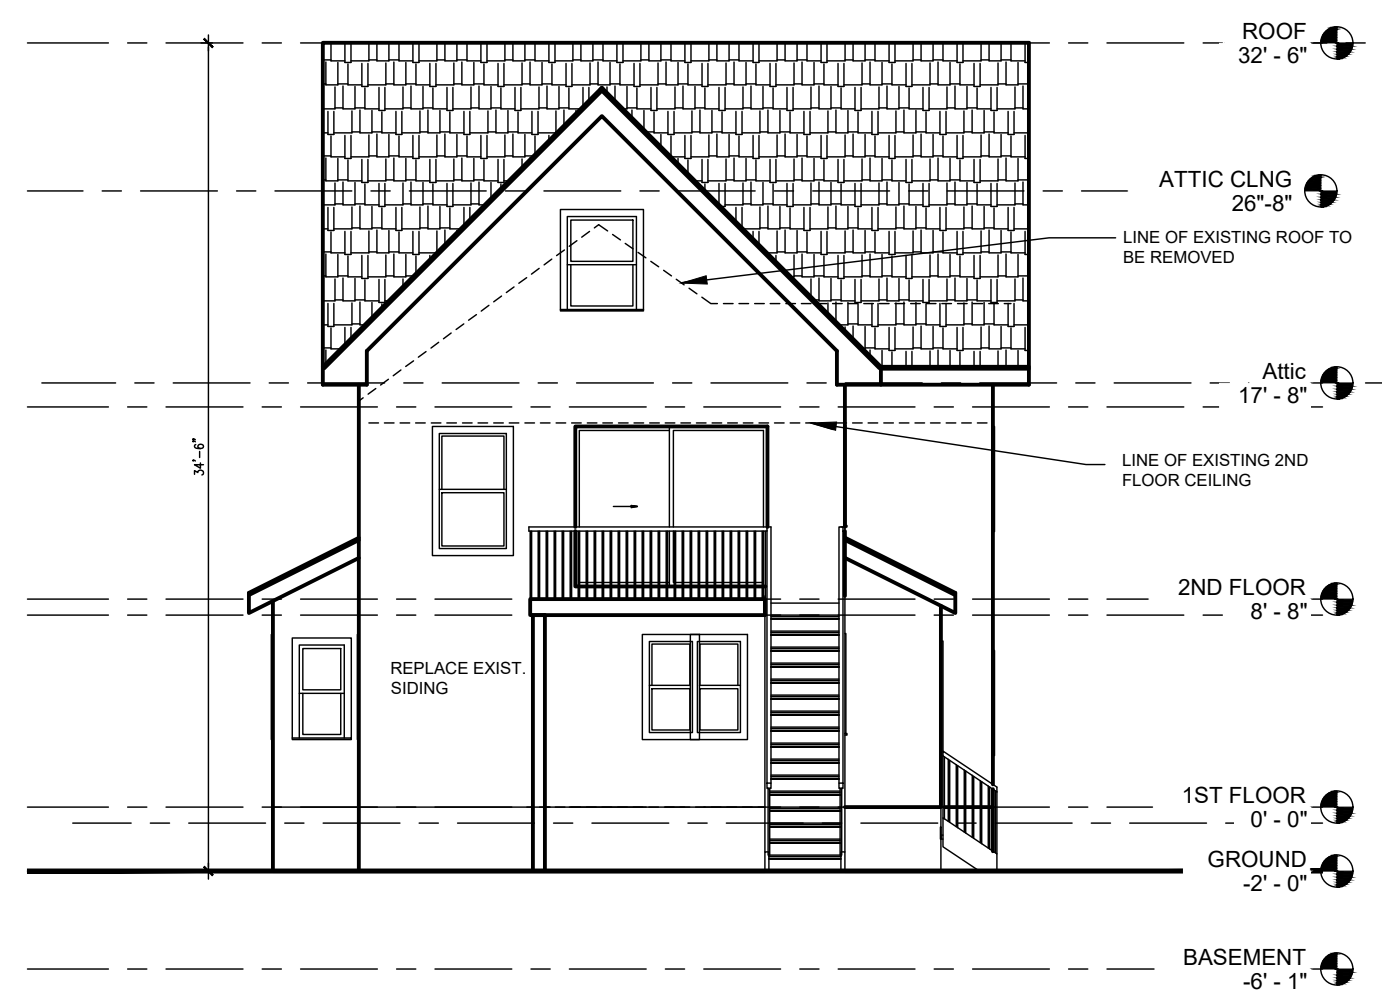 ROOF
32' - 6"
ATTIC CLNG
26"-8"
LINE OF EXISTING ROOF TO
BE REMOVED
Attic
17' - 8"
34'-6"
LINE OF EXISTING 2ND
FLOOR CEILING
2ND FLOOR
8' - 8"
REPLACE EXIST.
SIDING
1ST FLOOR
0' - 0"
GROUND
-2' - 0"
BASEMENT
-6' - 1"